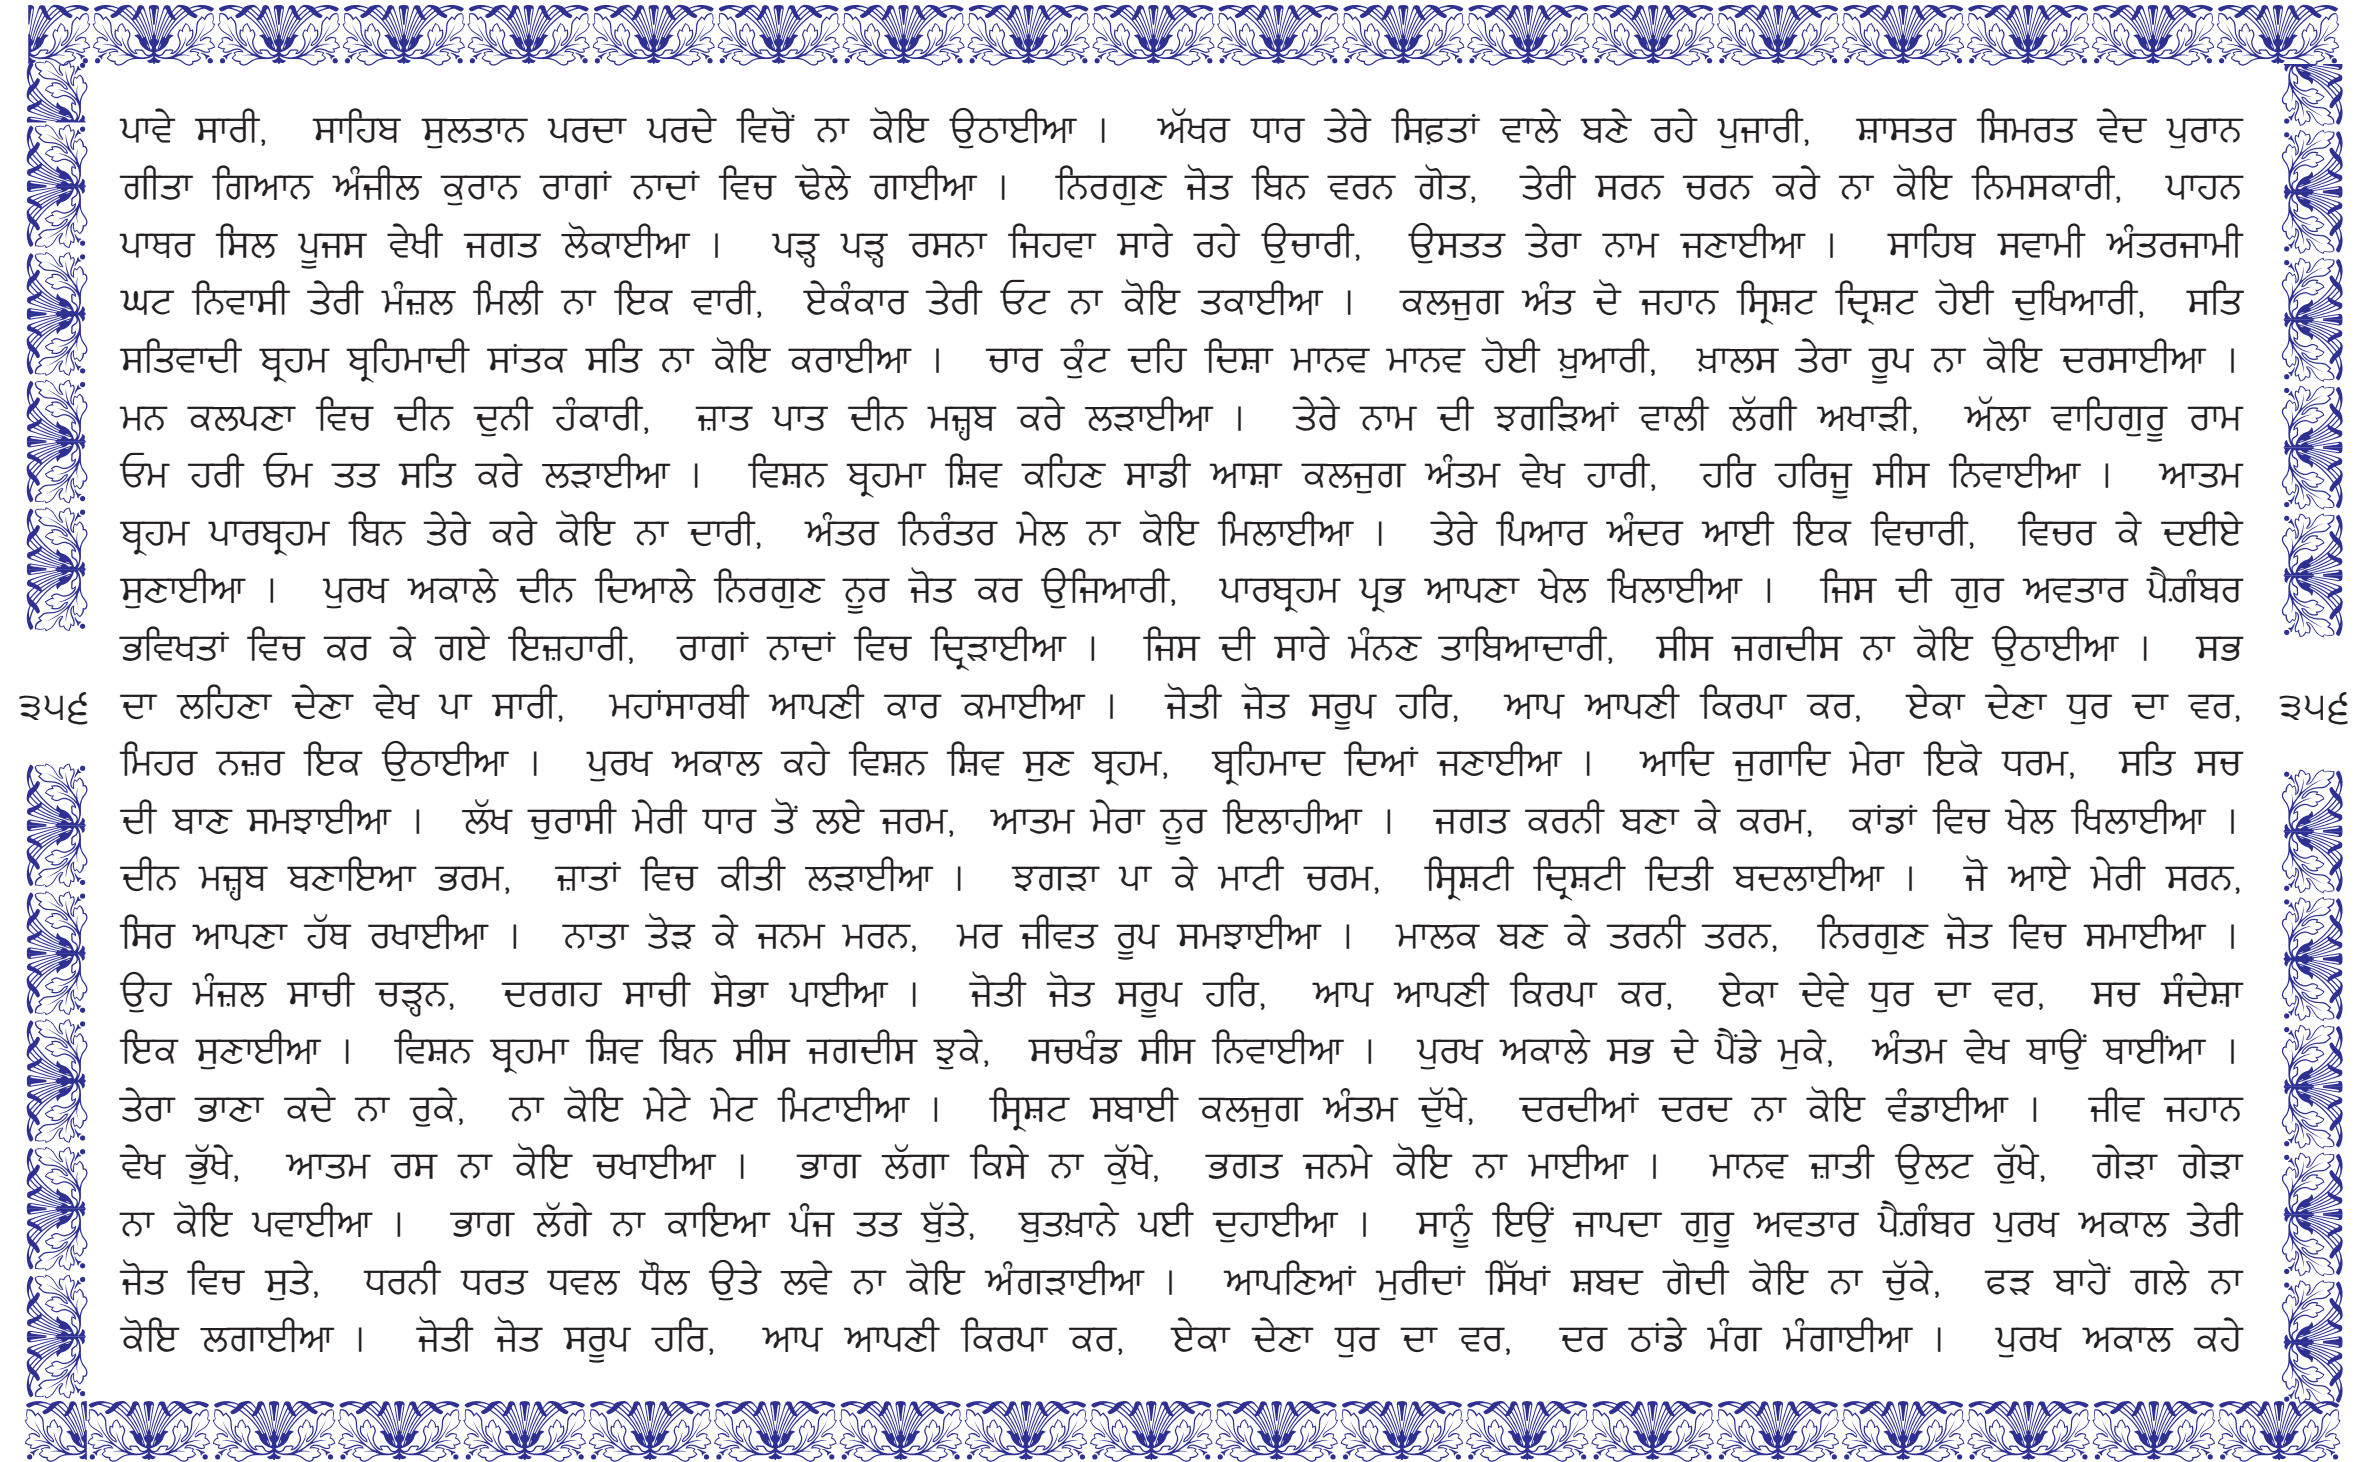 ਪਾਵੇ ਸਾਰੀ, ਸਾਹਿਬ ਸੁਲਤਾਨ ਪਰਦਾ ਪਰਦੇ ਵਿਚੋਂ ਨਾ ਕੋਇ ਉਠਾਈਆ । ਅੱਖਰ ਧਾਰ ਤੇਰੇ ਸਿਫ਼ਤਾਂ ਵਾਲੇ ਬਣੇ ਰਹੇ ਪੁਜਾਰੀ, ਸ਼ਾਸਤਰ ਸਿਮਰਤ ਵੇਦ ਪੁਰਾਨ
ਗੀਤਾ ਗਿਆਨ ਅੰਜੀਲ ਕੁਰਾਨ ਰਾਗਾਂ ਨਾਦਾਂ ਵਿਚ ਢੋਲੇ ਗਾਈਆ । ਨਿਰਗੁਣ ਜੋਤ ਬਿਨ ਵਰਨ ਗੋਤ, ਤੇਰੀ ਸਰਨ ਚਰਨ ਕਰੇ ਨਾ ਕੋਇ ਨਿਮਸਕਾਰੀ, ਪਾਹਨ
ਪਾਥਰ ਸਿਲ ਪੂਜਸ ਵੇਖੀ ਜਗਤ ਲੋਕਾਈਆ । ਪੜ੍ਹ ਪੜ੍ਹ ਰਸਨਾ ਜਿਹਵਾ ਸਾਰੇ ਰਹੇ ਉਚਾਰੀ, ਉਸਤਤ ਤੇਰਾ ਨਾਮ ਜਣਾਈਆ । ਸਾਹਿਬ ਸਵਾਮੀ ਅੰਤਰਜਾਮੀ
ਘਟ ਨਿਵਾਸੀ ਤੇਰੀ ਮੰਜ਼ਲ ਮਿਲੀ ਨਾ ਇਕ ਵਾਰੀ, ਏਕੰਕਾਰ ਤੇਰੀ ਓਟ ਨਾ ਕੋਇ ਤਕਾਈਆ । ਕਲਜੁਗ ਅੰਤ ਦੋ ਜਹਾਨ ਸ੍ਰਿਸ਼ਟ ਦ੍ਰਿਸ਼ਟ ਹੋਈ ਦੁਖਿਆਰੀ, ਸਤਿ
ਸਤਿਵਾਦੀ ਬ੍ਰਹਮ ਬ੍ਰਹਿਮਾਦੀ ਸਾਂਤਕ ਸਤਿ ਨਾ ਕੋਇ ਕਰਾਈਆ । ਚਾਰ ਕੁੰਟ ਦਹਿ ਦਿਸ਼ਾ ਮਾਨਵ ਮਾਨਵ ਹੋਈ ਖ਼ੁਆਰੀ, ਖ਼ਾਲਸ ਤੇਰਾ ਰੂਪ ਨਾ ਕੋਇ ਦਰਸਾਈਆ ।
ਮਨ ਕਲਪਣਾ ਵਿਚ ਦੀਨ ਦੁਨੀ ਹੰਕਾਰੀ, ਜ਼ਾਤ ਪਾਤ ਦੀਨ ਮਜ਼੍ਹਬ ਕਰੇ ਲੜਾਈਆ । ਤੇਰੇ ਨਾਮ ਦੀ ਝਗੜਿਆਂ ਵਾਲੀ ਲੱਗੀ ਅਖਾੜੀ, ਅੱਲਾ ਵਾਹਿਗੁਰੂ ਰਾਮ
ਓਮ ਹਰੀ ਓਮ ਤਤ ਸਤਿ ਕਰੇ ਲੜਾਈਆ । ਵਿਸ਼ਨ ਬ੍ਰਹਮਾ ਸ਼ਿਵ ਕਹਿਣ ਸਾਡੀ ਆਸ਼ਾ ਕਲਜੁਗ ਅੰਤਮ ਵੇਖ ਹਾਰੀ, ਹਰਿ ਹਰਿਜੂ ਸੀਸ ਨਿਵਾਈਆ । ਆਤਮ
ਬ੍ਰਹਮ ਪਾਰਬ੍ਰਹਮ ਬਿਨ ਤੇਰੇ ਕਰੇ ਕੋਇ ਨਾ ਦਾਰੀ, ਅੰਤਰ ਨਿਰੰਤਰ ਮੇਲ ਨਾ ਕੋਇ ਮਿਲਾਈਆ । ਤੇਰੇ ਪਿਆਰ ਅੰਦਰ ਆਈ ਇਕ ਵਿਚਾਰੀ, ਵਿਚਰ ਕੇ ਦਈਏ
ਸੁਣਾਈਆ । ਪੁਰਖ ਅਕਾਲੇ ਦੀਨ ਦਿਆਲੇ ਨਿਰਗੁਣ ਨੂਰ ਜੋਤ ਕਰ ਉਜਿਆਰੀ, ਪਾਰਬ੍ਰਹਮ ਪ੍ਰਭ ਆਪਣਾ ਖੇਲ ਖਿਲਾਈਆ । ਜਿਸ ਦੀ ਗੁਰ ਅਵਤਾਰ ਪੈਗ਼ੰਬਰ
ਭਵਿਖਤਾਂ ਵਿਚ ਕਰ ਕੇ ਗਏ ਇਜ਼ਹਾਰੀ, ਰਾਗਾਂ ਨਾਦਾਂ ਵਿਚ ਦ੍ਰਿੜਾਈਆ । ਜਿਸ ਦੀ ਸਾਰੇ ਮੰਨਣ ਤਾਬਿਆਦਾਰੀ, ਸੀਸ ਜਗਦੀਸ ਨਾ ਕੋਇ ਉਠਾਈਆ । ਸਭ
੩੫੬ ਦਾ ਲਹਿਣਾ ਦੇਣਾ ਵੇਖ ਪਾ ਸਾਰੀ, ਮਹਾਂਸਾਰਥੀ ਆਪਣੀ ਕਾਰ ਕਮਾਈਆ । ਜੋਤੀ ਜੋਤ ਸਰੂਪ ਹਰਿ, ਆਪ ਆਪਣੀ ਕਿਰਪਾ ਕਰ, ਏਕਾ ਦੇਣਾ ਧੁਰ ਦਾ ਵਰ, ੩੫੬
ਮਿਹਰ ਨਜ਼ਰ ਇਕ ਉਠਾਈਆ । ਪੁਰਖ ਅਕਾਲ ਕਹੇ ਵਿਸ਼ਨ ਸ਼ਿਵ ਸੁਣ ਬ੍ਰਹਮ, ਬ੍ਰਹਿਮਾਦ ਦਿਆਂ ਜਣਾਈਆ । ਆਦਿ ਜੁਗਾਦਿ ਮੇਰਾ ਇਕੋ ਧਰਮ, ਸਤਿ ਸਚ
ਦੀ ਬਾਣ ਸਮਝਾਈਆ । ਲੱਖ ਚੁਰਾਸੀ ਮੇਰੀ ਧਾਰ ਤੋਂ ਲਏ ਜਰਮ, ਆਤਮ ਮੇਰਾ ਨੂਰ ਇਲਾਹੀਆ । ਜਗਤ ਕਰਨੀ ਬਣਾ ਕੇ ਕਰਮ, ਕਾਂਡਾਂ ਵਿਚ ਖੇਲ ਖਿਲਾਈਆ ।
ਦੀਨ ਮਜ਼੍ਹਬ ਬਣਾਇਆ ਭਰਮ, ਜ਼ਾਤਾਂ ਵਿਚ ਕੀਤੀ ਲੜਾਈਆ । ਝਗੜਾ ਪਾ ਕੇ ਮਾਟੀ ਚਰਮ, ਸ੍ਰਿਸ਼ਟੀ ਦ੍ਰਿਸ਼ਟੀ ਦਿਤੀ ਬਦਲਾਈਆ । ਜੋ ਆਏ ਮੇਰੀ ਸਰਨ,
ਸਿਰ ਆਪਣਾ ਹੱਥ ਰਖਾਈਆ । ਨਾਤਾ ਤੋੜ ਕੇ ਜਨਮ ਮਰਨ, ਮਰ ਜੀਵਤ ਰੂਪ ਸਮਝਾਈਆ । ਮਾਲਕ ਬਣ ਕੇ ਤਰਨੀ ਤਰਨ, ਨਿਰਗੁਣ ਜੋਤ ਵਿਚ ਸਮਾਈਆ ।
ਉਹ ਮੰਜ਼ਲ ਸਾਚੀ ਚੜ੍ਹਨ, ਦਰਗਹ ਸਾਚੀ ਸੋਭਾ ਪਾਈਆ । ਜੋਤੀ ਜੋਤ ਸਰੂਪ ਹਰਿ, ਆਪ ਆਪਣੀ ਕਿਰਪਾ ਕਰ, ਏਕਾ ਦੇਵੇ ਧੁਰ ਦਾ ਵਰ, ਸਚ ਸੰਦੇਸ਼ਾ
ਇਕ ਸੁਣਾਈਆ । ਵਿਸ਼ਨ ਬ੍ਰਹਮਾ ਸ਼ਿਵ ਬਿਨ ਸੀਸ ਜਗਦੀਸ ਝੁਕੇ, ਸਚਖੰਡ ਸੀਸ ਨਿਵਾਈਆ । ਪੁਰਖ ਅਕਾਲੇ ਸਭ ਦੇ ਪੈਂਡੇ ਮੁਕੇ, ਅੰਤਮ ਵੇਖ ਥਾਉਂ ਥਾਈਂਆ ।
ਤੇਰਾ ਭਾਣਾ ਕਦੇ ਨਾ ਰੁਕੇ, ਨਾ ਕੋਇ ਮੇਟੇ ਮੇਟ ਮਿਟਾਈਆ । ਸ੍ਰਿਸ਼ਟ ਸਬਾਈ ਕਲਜੁਗ ਅੰਤਮ ਦੁੱਖੇ, ਦਰਦੀਆਂ ਦਰਦ ਨਾ ਕੋਇ ਵੰਡਾਈਆ । ਜੀਵ ਜਹਾਨ
ਵੇਖ ਭੁੱਖੇ, ਆਤਮ ਰਸ ਨਾ ਕੋਇ ਚਖਾਈਆ । ਭਾਗ ਲੱਗਾ ਕਿਸੇ ਨਾ ਕੁੱਖੇ, ਭਗਤ ਜਨਮੇ ਕੋਇ ਨਾ ਮਾਈਆ । ਮਾਨਵ ਜ਼ਾਤੀ ਉਲਟ ਰੁੱਖੇ, ਗੇੜਾ ਗੇੜਾ
ਨਾ ਕੋਇ ਪਵਾਈਆ । ਭਾਗ ਲੱਗੇ ਨਾ ਕਾਇਆ ਪੰਜ ਤਤ ਬੁੱਤੇ, ਬੁਤਖ਼ਾਨੇ ਪਈ ਦੁਹਾਈਆ । ਸਾਨੂੰ ਇਉਂ ਜਾਪਦਾ ਗੁਰੂ ਅਵਤਾਰ ਪੈਗ਼ੰਬਰ ਪੁਰਖ ਅਕਾਲ ਤੇਰੀ
ਜੋਤ ਵਿਚ ਸੁਤੇ, ਧਰਨੀ ਧਰਤ ਧਵਲ ਧੌਲ ਉਤੇ ਲਵੇ ਨਾ ਕੋਇ ਅੰਗੜਾਈਆ । ਆਪਣਿਆਂ ਮੁਰੀਦਾਂ ਸਿੱਖਾਂ ਸ਼ਬਦ ਗੋਦੀ ਕੋਇ ਨਾ ਚੁੱਕੇ, ਫੜ ਬਾਹੋਂ ਗਲੇ ਨਾ
ਕੋਇ ਲਗਾਈਆ । ਜੋਤੀ ਜੋਤ ਸਰੂਪ ਹਰਿ, ਆਪ ਆਪਣੀ ਕਿਰਪਾ ਕਰ, ਏਕਾ ਦੇਣਾ ਧੁਰ ਦਾ ਵਰ, ਦਰ ਠਾਂਡੇ ਮੰਗ ਮੰਗਾਈਆ । ਪੁਰਖ ਅਕਾਲ ਕਹੇ